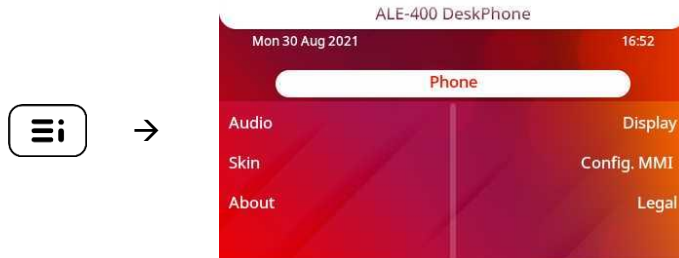 ALE-400 DeskPhone
Mon 30 Aug 2021 16:52
Phone
Audio Display
Skin Config. MMI
About Legal